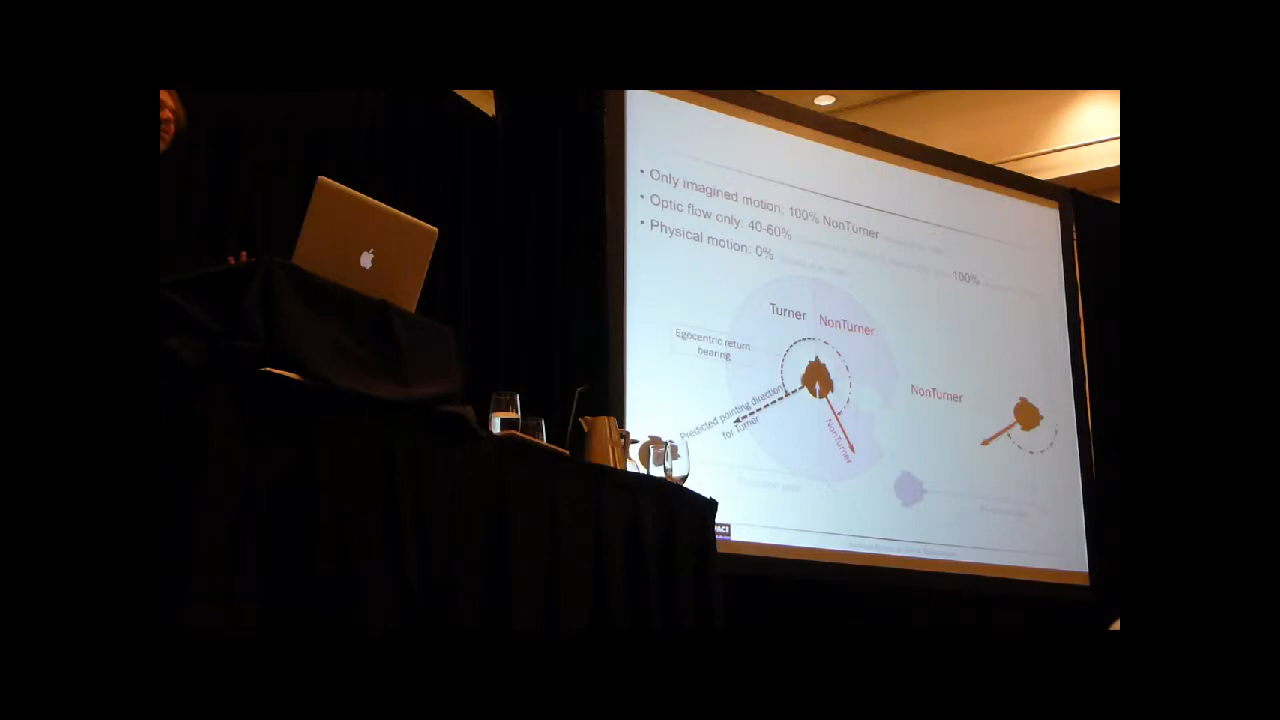 • Only imagined motion: 100% NonTurner
• Optic flow only: 40-60%
• Physical motion: 0%
100%
Turner NonTurner
Egocentric return
bearing
NonTurner
Predicted pointing direction
for Turner
NonTurner